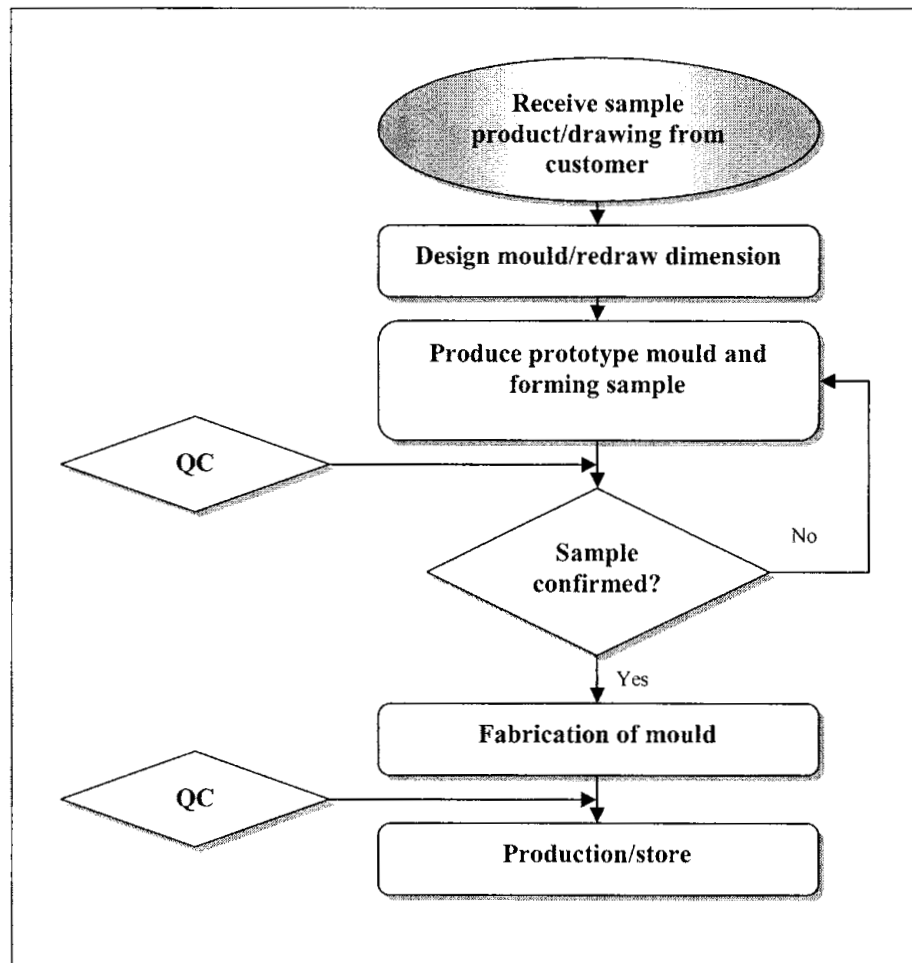 Receive sample
product/drawing from
customer
Design mould/redraw dimension
Produce prototype mould and
forming sample
QC
Sample
confirmed?
No
Yes
Fabrication of mould
QC
Production/store